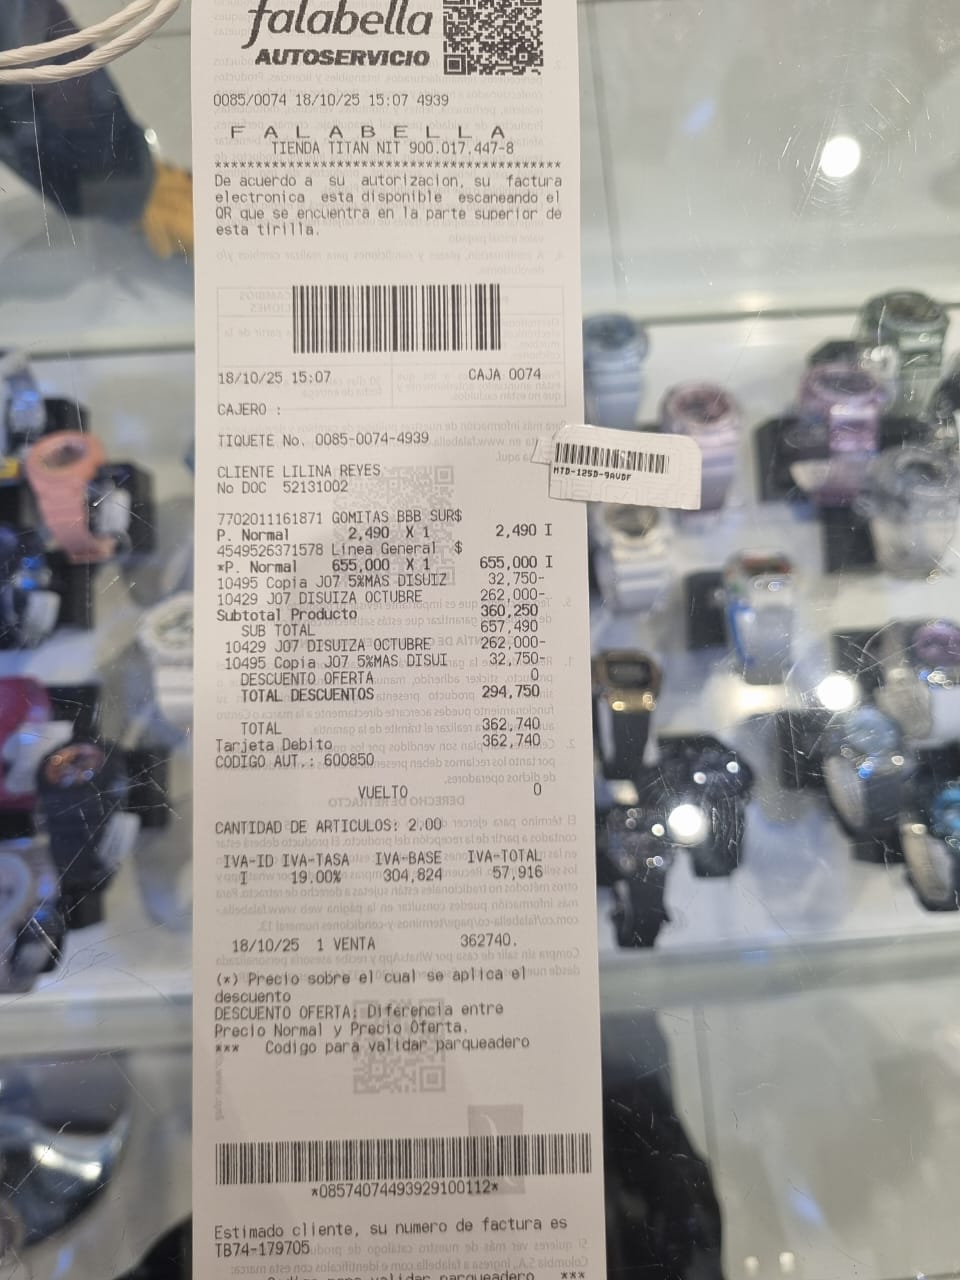 falabella
AUTOSERVICIO
0085/0074 18/10/25 15:07 4939
F A L A B E L L A
TIENDA TITAN NIT 900.017.447-8
*******************************************
De acuerdo a su autorizacion, su factura
electronica esta disponible escaneando el
QR que se encuentra en la parte superior de
esta tirilla.
18/10/25 15:07 CAJA 0074
CAJERO :
TIQUETE No. 0085-0074-4939
CLIENTE LILINA REYES
No DOC 52131002
7702011161871 GOMITAS BBB SUR$
P. Normal 2,490 X 1 2,490 I
4549526371578 Linea General $
*P. Normal 655,000 X 1 655,000 I
10495 Copia J07 5%MAS DISUIZ 32,750-
10429 J07 DISUIZA OCTUBRE 262,000-
Subtotal Producto 360,250
SUB TOTAL 657,490
10429 J07 DISUIZA OCTUBRE 262,000-
10495 Copia J07 5%MAS DISUI 32,750-
DESCUENTO OFERTA 0
TOTAL DESCUENTOS 294,750
TOTAL 362,740
Tarjeta Debito 362,740
CODIGO AUT.: 600850
VUELTO 0
CANTIDAD DE ARTICULOS: 2.00
IVA-ID IVA-TASA IVA-BASE IVA-TOTAL
I 19,00% 304,824 57,916
18/10/25 1 VENTA 362740.
(*) Precio sobre el cual se aplica el
descuento
DESCUENTO OFERTA: Diferencia entre
Precio Normal y Precio Oferta.
*** Codigo para validar parqueadero
*08574074493929100112*
Estimado cliente, su numero de factura es
TB74-179705
Codigo para validar parqueadero ***
MTD-125D-9AVDF